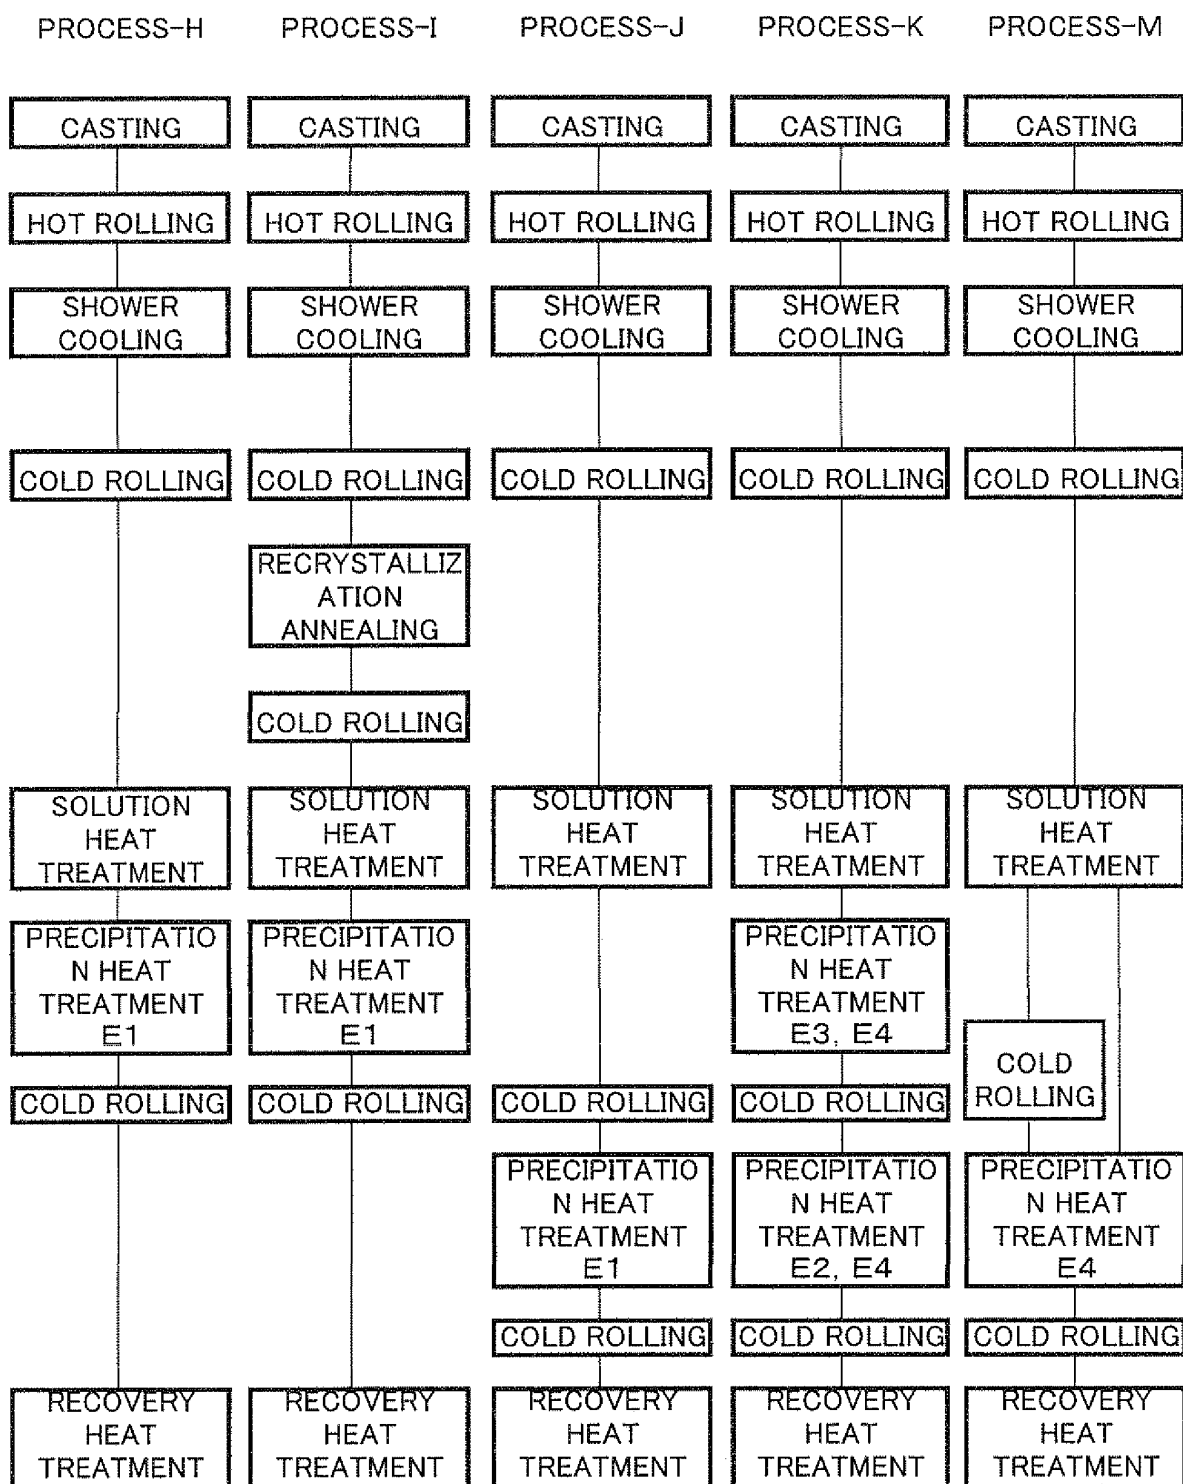 PROCESS-H PROCESS-I PROCESS-J PROCESS-K PROCESS-M
CASTING CASTING CASTING CASTING CASTING
HOT ROLLING HOT ROLLING HOT ROLLING HOT ROLLING HOT ROLLING
SHOWER SHOWER SHOWER SHOWER SHOWER
COOLING COOLING COOLING COOLING COOLING
COLD ROLLING COLD ROLLING COLD ROLLING COLD ROLLING COLD ROLLING
RECRYSTALLIZ
ATION
ANNEALING
COLD ROLLING
SOLUTION SOLUTION SOLUTION SOLUTION SOLUTION
HEAT HEAT HEAT HEAT HEAT
TREATMENT TREATMENT TREATMENT TREATMENT TREATMENT
PRECIPITATIO PRECIPITATIO PRECIPITATIO
N HEAT N HEAT N HEAT
TREATMENT TREATMENT TREATMENT
E1 E1 E3, E4
COLD
ROLLING
COLD ROLLING COLD ROLLING COLD ROLLING COLD ROLLING
PRECIPITATIO PRECIPITATIO PRECIPITATIO
N HEAT N HEAT N HEAT
TREATMENT TREATMENT TREATMENT
E1 E2, E4 E4
COLD ROLLING COLD ROLLING COLD ROLLING
RECOVERY RECOVERY RECOVERY RECOVERY RECOVERY
HEAT HEAT HEAT HEAT HEAT
TREATMENT TREATMENT TREATMENT TREATMENT TREATMENT